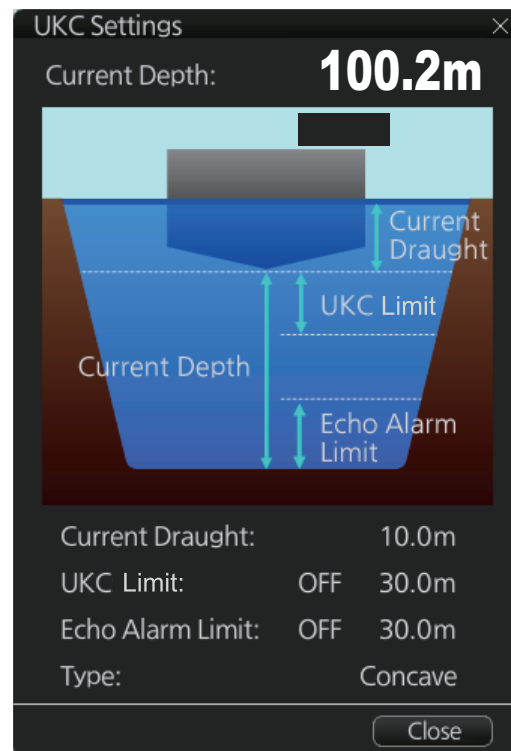 UKC Settings
Current Depth: 100.2m
Current
Draught
UKC Limit
Current Depth
Echo Alarm
Limit
Current Draught: 10.0m
UKC Limit: OFF 30.0m
Echo Alarm Limit: OFF 30.0m
Type: Concave
Close